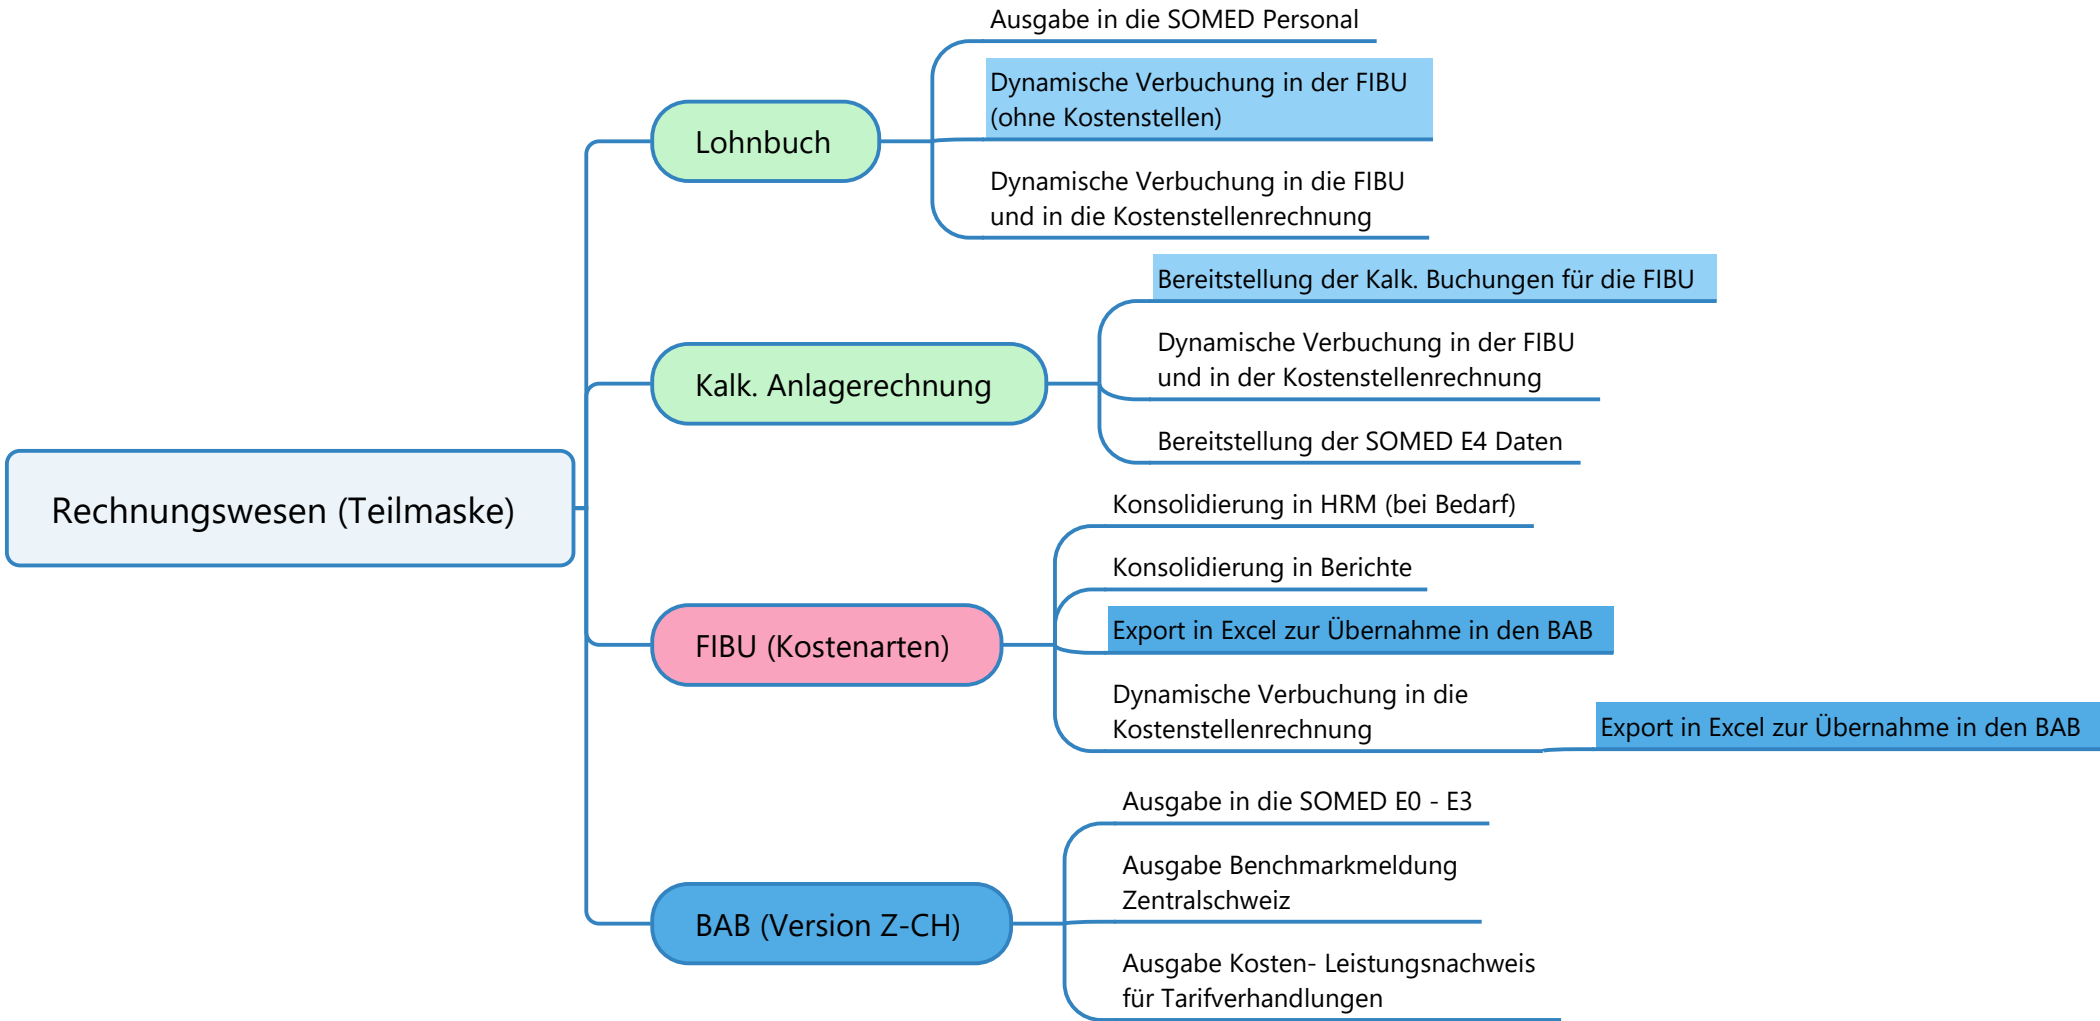 Rechnungswesen (Teilmaske)
Lohnbuch
Ausgabe in die SOMED Personal
Dynamische Verbuchung in der FIBU
(ohne Kostenstellen)
Dynamische Verbuchung in die FIBU
und in die Kostenstellenrechnung
Kalk. Anlagerechnung
Bereitstellung der Kalk. Buchungen für die FIBU
Dynamische Verbuchung in der FIBU
und in der Kostenstellenrechnung
Bereitstellung der SOMED E4 Daten
FIBU (Kostenarten)
Konsolidierung in HRM (bei Bedarf)
Konsolidierung in Berichte
Export in Excel zur Übernahme in den BAB
Dynamische Verbuchung in die
Kostenstellenrechnung
Export in Excel zur Übernahme in den BAB
BAB (Version Z-CH)
Ausgabe in die SOMED E0 - E3
Ausgabe Benchmarkmeldung
Zentralschweiz
Ausgabe Kosten- Leistungsnachweis
für Tarifverhandlungen